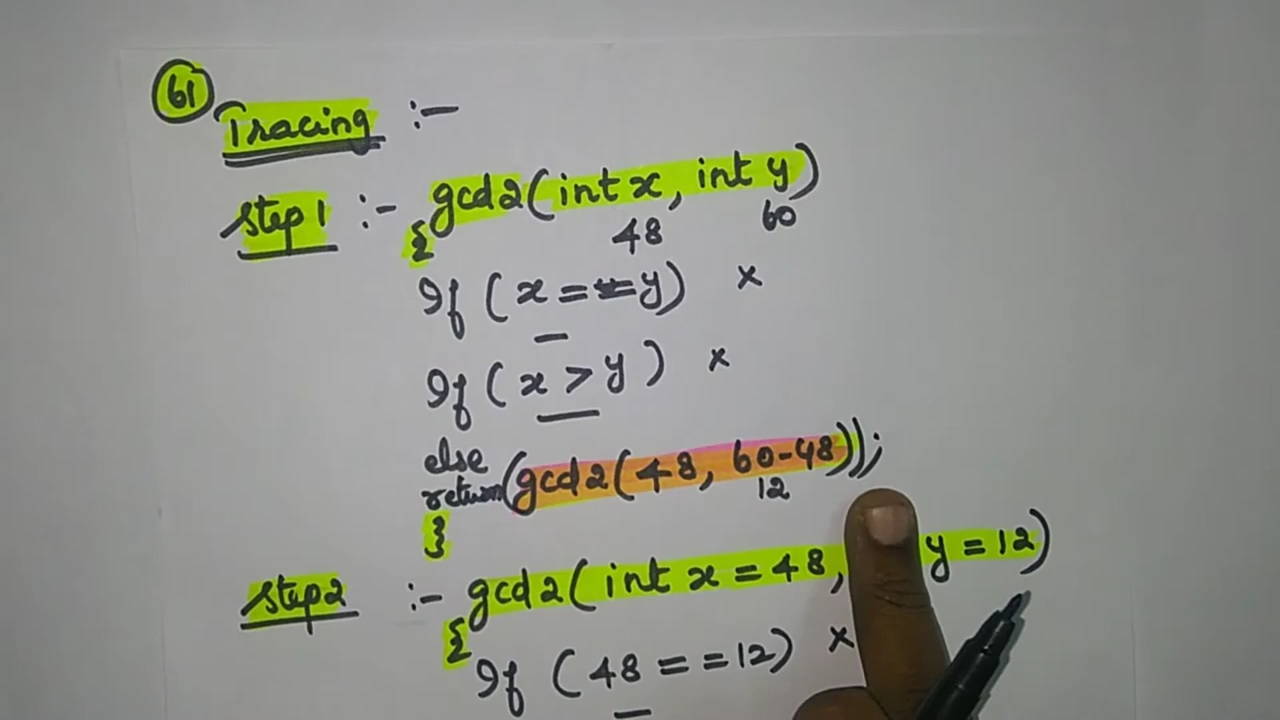 61
Tracing :-
Step 1 :- gcd2(int x, int y)
{ 48 60
If (x == y) ×
If (x > y) ×
else
return(gcd2(48, 60-48));
12
}
Step2 :- gcd2(int x = 48, y = 12)
{
If (48 == 12) ×